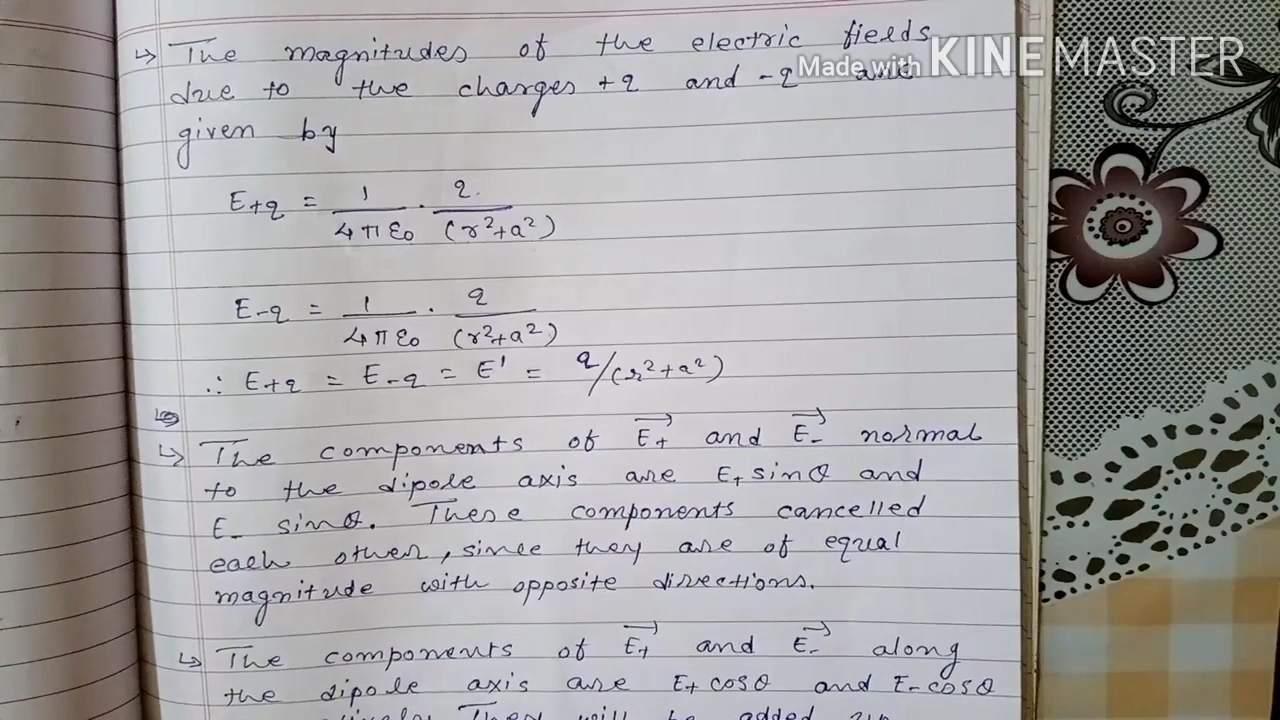 ↳ The magnitudes of the electric fields
Made with KINEMASTER
due to the charges +q and -q are
given by
E+q = 1/4πε0 · q/(r²+a²)
E-q = 1/4πε0 · q/(r²+a²)
∴ E+q = E-q = E' = q/(r²+a²)
↳ The components of E₊→ and E₋→ normal
to the dipole axis are E₊ sinθ and
E₋ sinθ. These components cancelled
each other, since they are of equal
magnitude with opposite directions.
↳ The components of E₊→ and E₋→ along
the dipole axis are E₊ cosθ and E₋ cosθ